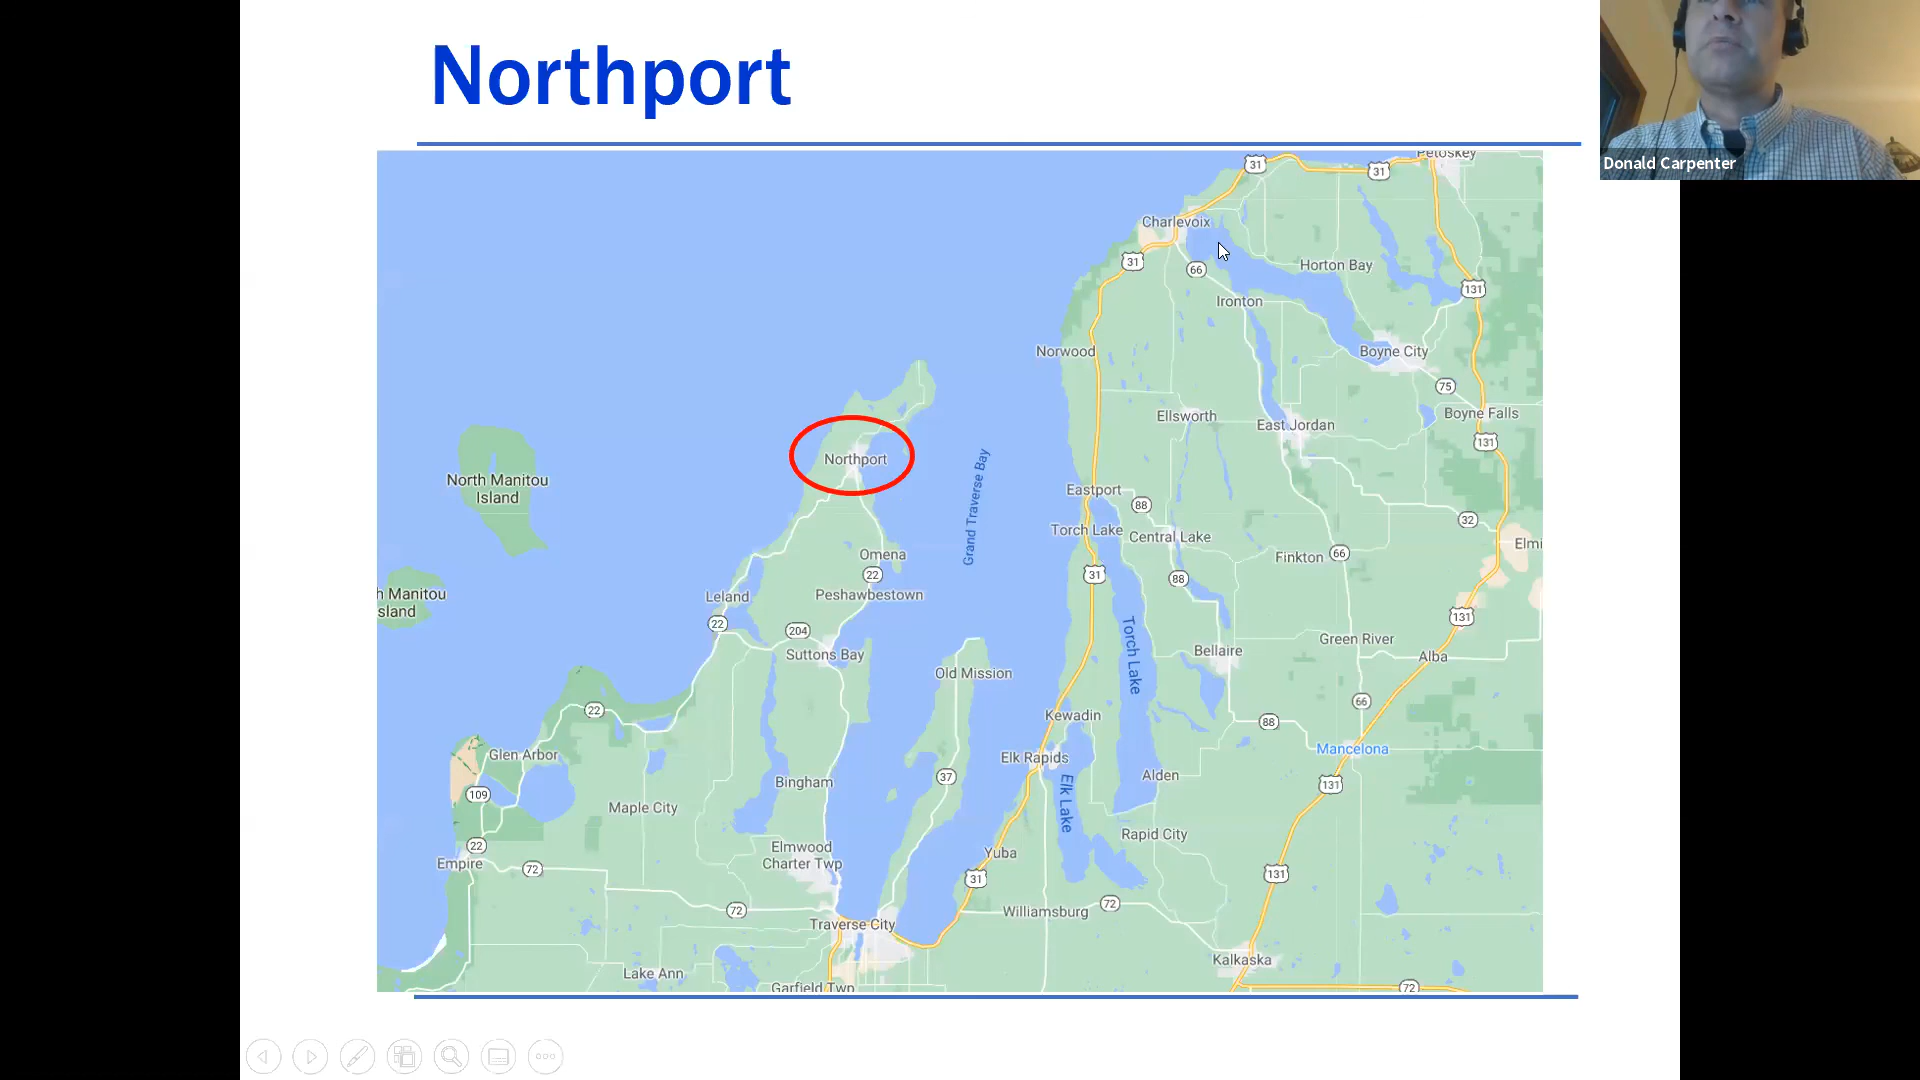 Northport
Donald Carpenter
31
31
Petoskey
Charlevoix
31
66
Horton Bay
131
Ironton
Norwood
Boyne City
75
Ellsworth
East Jordan
Boyne Falls
131
Northport
Grand Traverse Bay
North Manitou
Island
Eastport
88
32
Torch Lake
Central Lake
Elmi
Omena
Finkton
66
22
31
88
h Manitou
sland
Leland
Peshawbestown
22
204
131
Torch Lake
Green River
Suttons Bay
Bellaire
Alba
Old Mission
66
22
Kewadin
88
Glen Arbor
Elk Rapids
Mancelona
37
Bingham
Alden
131
109
Maple City
Elk Lake
Rapid City
22
Elmwood
Charter Twp
Yuba
Empire
72
31
131
72
Williamsburg
72
Traverse City
Lake Ann
Kalkaska
Garfield Twp
72